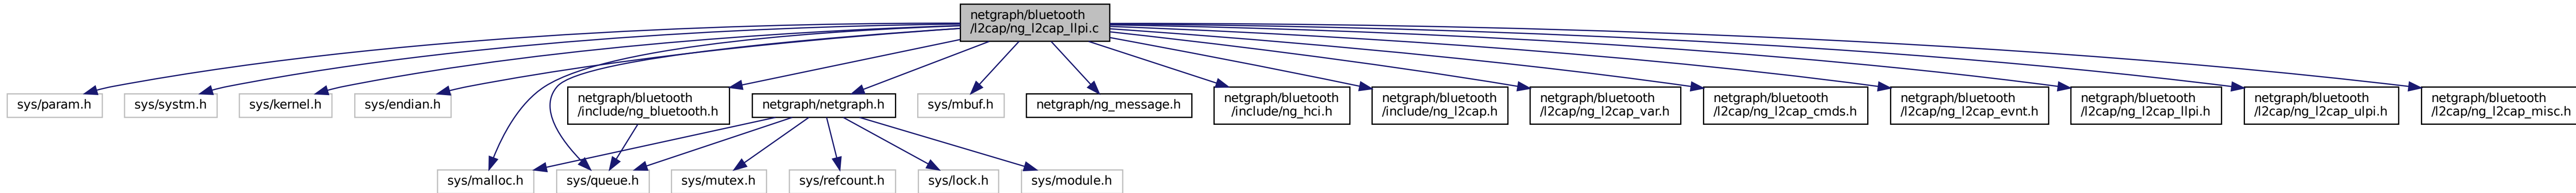 netgraph/bluetooth
/l2cap/ng_l2cap_llpi.c
sys/param.h
sys/systm.h
sys/kernel.h
sys/endian.h
netgraph/bluetooth
/include/ng_bluetooth.h
netgraph/netgraph.h
sys/mbuf.h
netgraph/ng_message.h
netgraph/bluetooth
/include/ng_hci.h
netgraph/bluetooth
/include/ng_l2cap.h
netgraph/bluetooth
/l2cap/ng_l2cap_var.h
netgraph/bluetooth
/l2cap/ng_l2cap_cmds.h
netgraph/bluetooth
/l2cap/ng_l2cap_evnt.h
netgraph/bluetooth
/l2cap/ng_l2cap_llpi.h
netgraph/bluetooth
/l2cap/ng_l2cap_ulpi.h
netgraph/bluetooth
/l2cap/ng_l2cap_misc.h
sys/malloc.h
sys/queue.h
sys/mutex.h
sys/refcount.h
sys/lock.h
sys/module.h